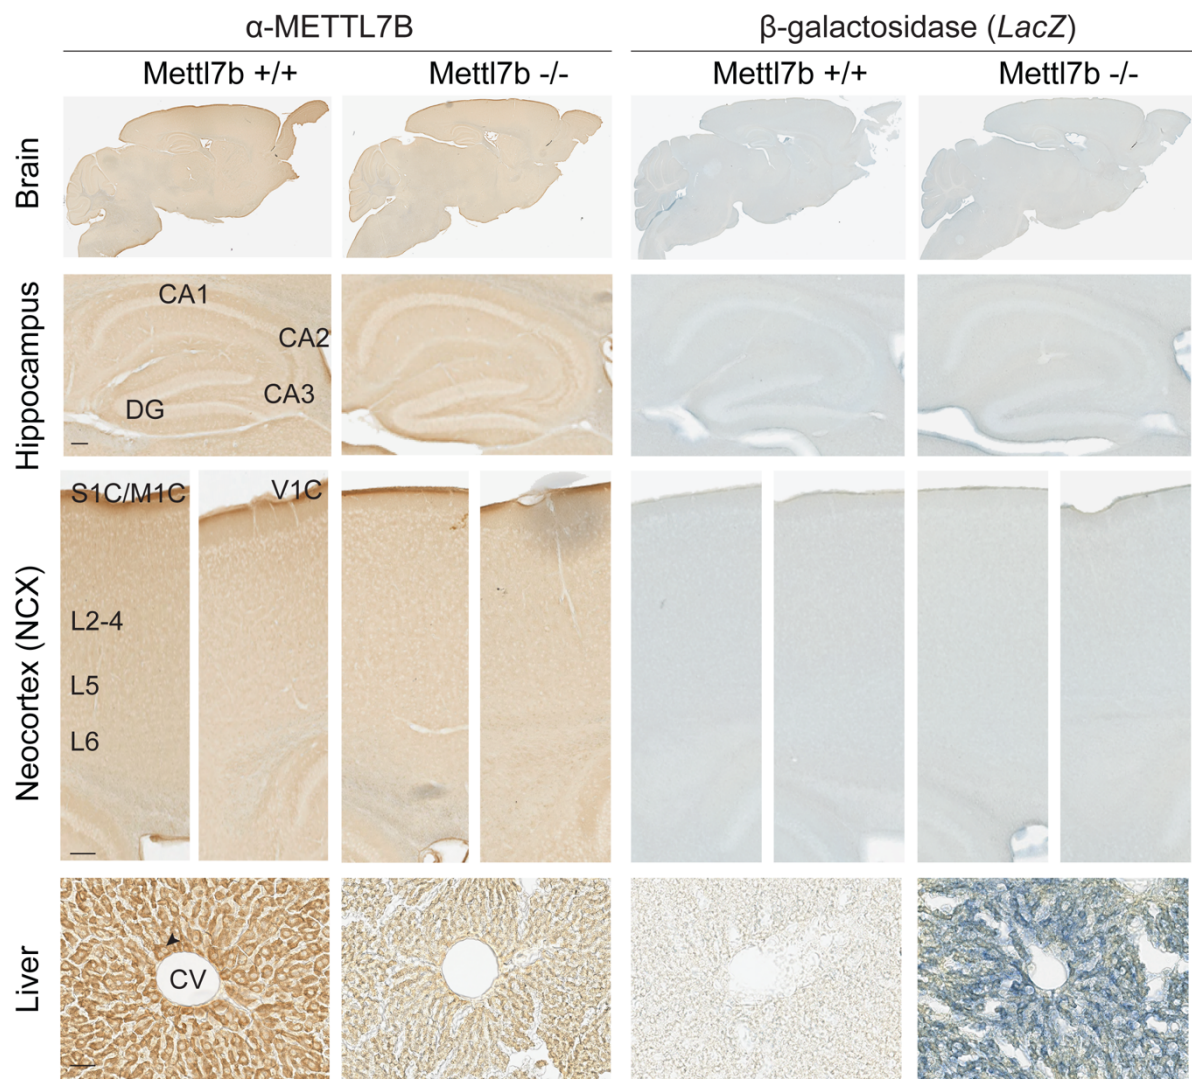 α-METTL7B
β-galactosidase (LacZ)
Mettl7b +/+
Mettl7b -/-
Mettl7b +/+
Mettl7b -/-
Brain
Hippocampus
CA1
CA2
CA3
DG
Neocortex (NCX)
S1C/M1C
V1C
L2-4
L5
L6
Liver
CV